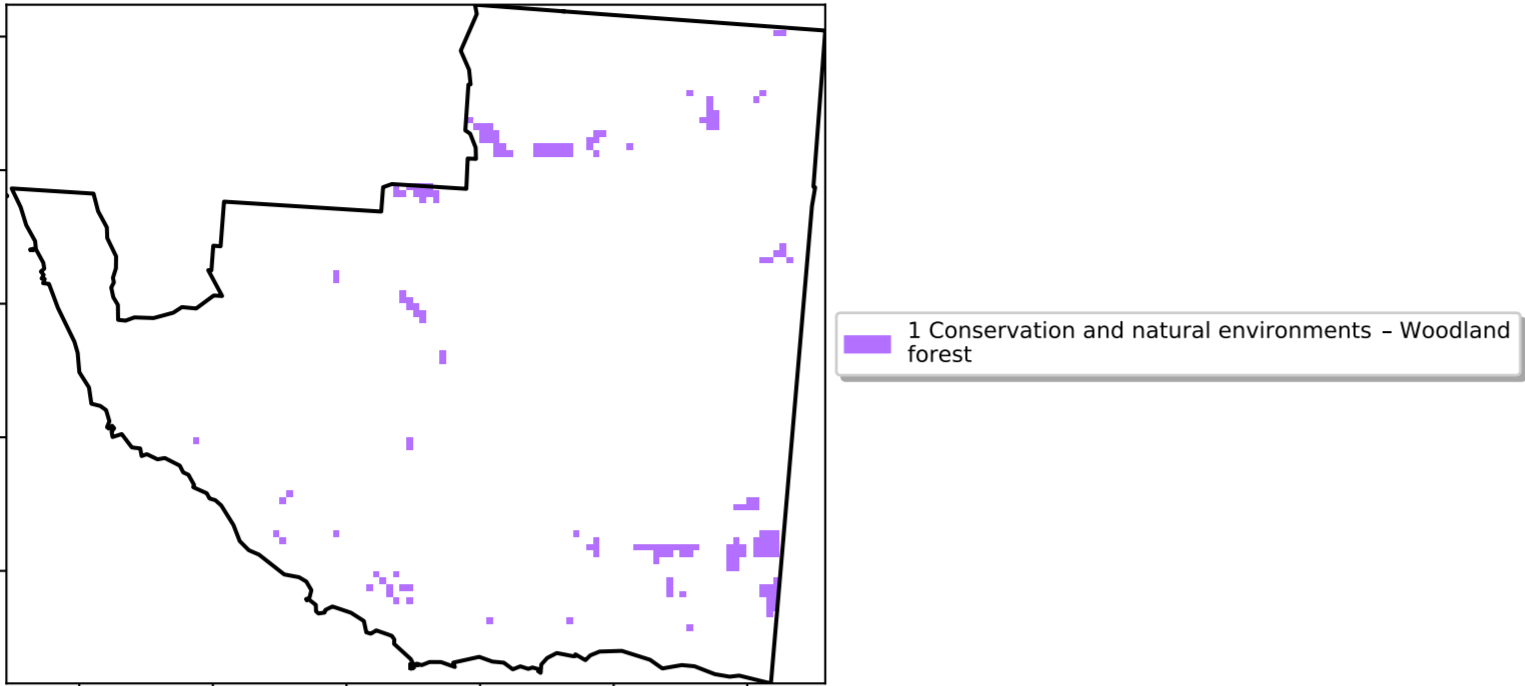 1 Conservation and natural environments – Woodland
forest